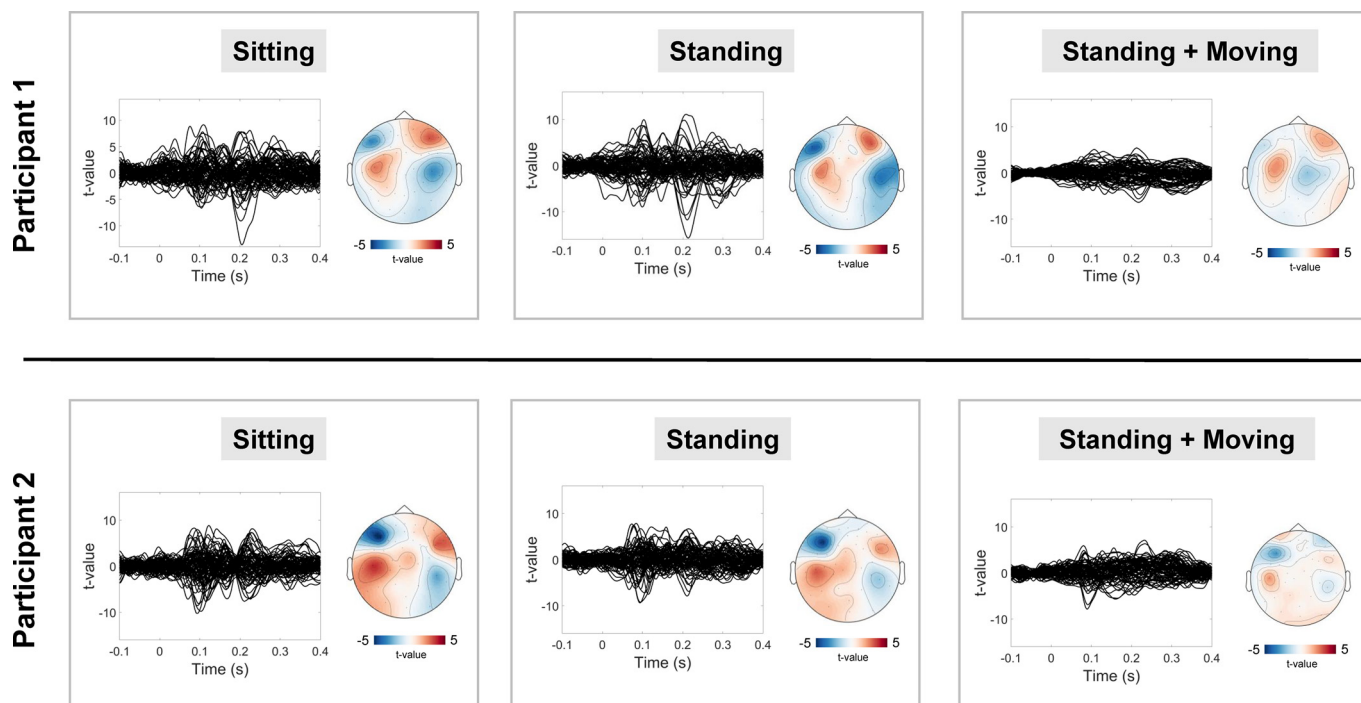 Participant 1
Sitting
t-value
10
5
0
-5
-10
-0.1 0 0.1 0.2 0.3 0.4
Time (s)
-5 5
t-value
Standing
t-value
10
0
-10
-0.1 0 0.1 0.2 0.3 0.4
Time (s)
-5 5
t-value
Standing + Moving
t-value
10
0
-10
-0.1 0 0.1 0.2 0.3 0.4
Time (s)
-5 5
t-value
Participant 2
Sitting
t-value
10
0
-10
-0.1 0 0.1 0.2 0.3 0.4
Time (s)
-5 5
t-value
Standing
t-value
10
0
-10
-0.1 0 0.1 0.2 0.3 0.4
Time (s)
-5 5
t-value
Standing + Moving
t-value
10
0
-10
-0.1 0 0.1 0.2 0.3 0.4
Time (s)
-5 5
t-value